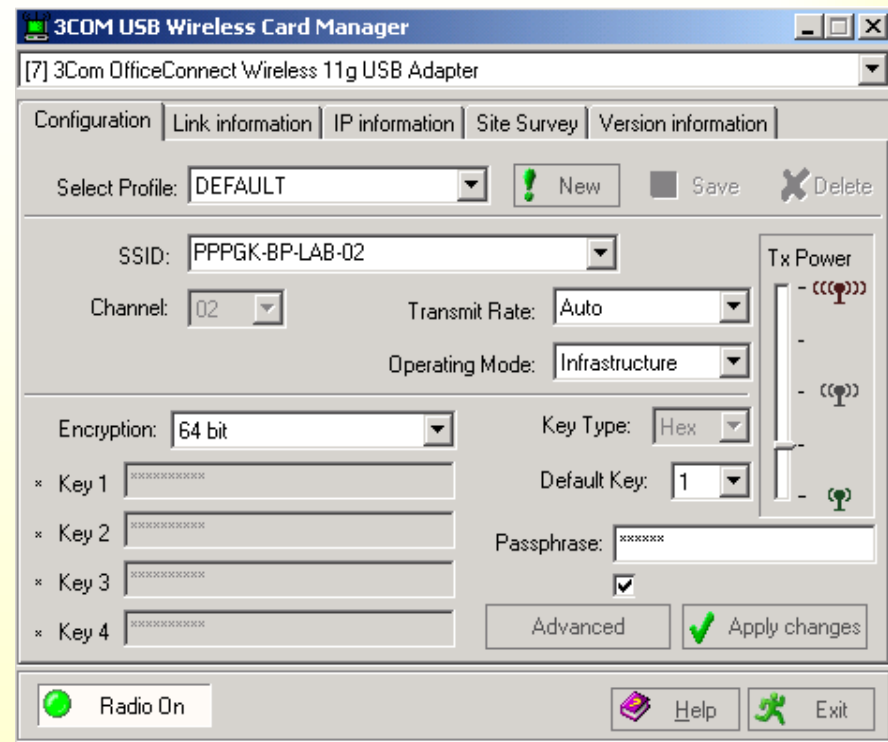 3COM USB Wireless Card Manager
[7] 3Com OfficeConnect Wireless 11g USB Adapter
Configuration Link information IP information Site Survey Version information
Select Profile: DEFAULT New Save Delete
SSID: PPPGK-BP-LAB-02 Tx Power
Channel: 02 Transmit Rate: Auto
Operating Mode: Infrastructure
Encryption: 64 bit Key Type: Hex
* Key 1 ********** Default Key: 1
* Key 2 ********** Passphrase: ******
* Key 3 **********
* Key 4 ********** Advanced Apply changes
Radio On Help Exit